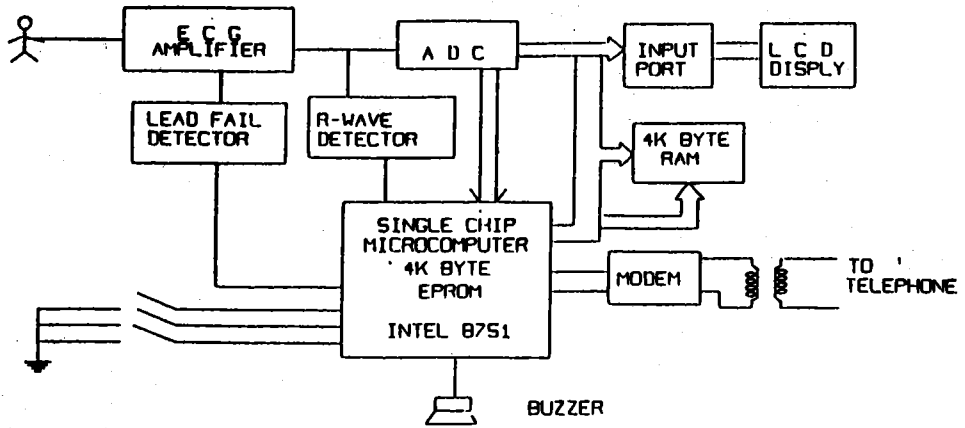 E C G
AMPLIFIER
A D C
INPUT
PORT
L C D
DISPLY
LEAD FAIL
DETECTOR
R-WAVE
DETECTOR
4K BYTE
RAM
SINGLE CHIP
MICROCOMPUTER
4K BYTE
EPROM
INTEL 8751
MODEM
TO
TELEPHONE
BUZZER